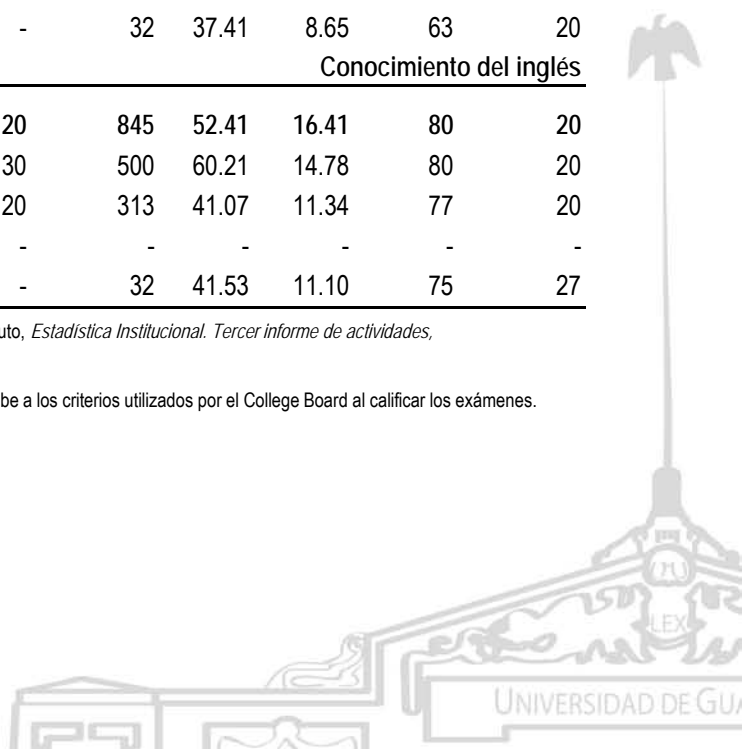 - 32 37.41 8.65 63 20
Conocimiento del inglés
20 845 52.41 16.41 80 20
30 500 60.21 14.78 80 20
20 313 41.07 11.34 77 20
- - - - - -
- 32 41.53 11.10 75 27
uto, Estadística Institucional. Tercer informe de actividades,
be a los criterios utilizados por el College Board al calificar los exámenes.
LEX
UNIVERSIDAD DE GUA